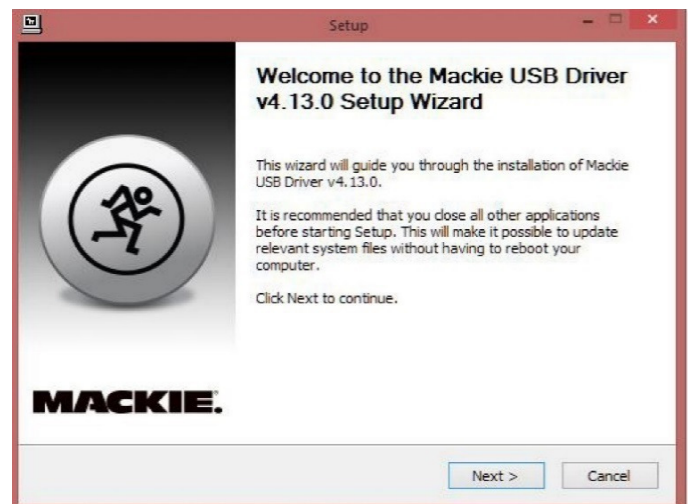 Setup
Welcome to the Mackie USB Driver
v4.13.0 Setup Wizard
This wizard will guide you through the installation of Mackie
USB Driver v4.13.0.
It is recommended that you close all other applications
before starting Setup. This will make it possible to update
relevant system files without having to reboot your
computer.
Click Next to continue.
MACKIE.
Next >
Cancel